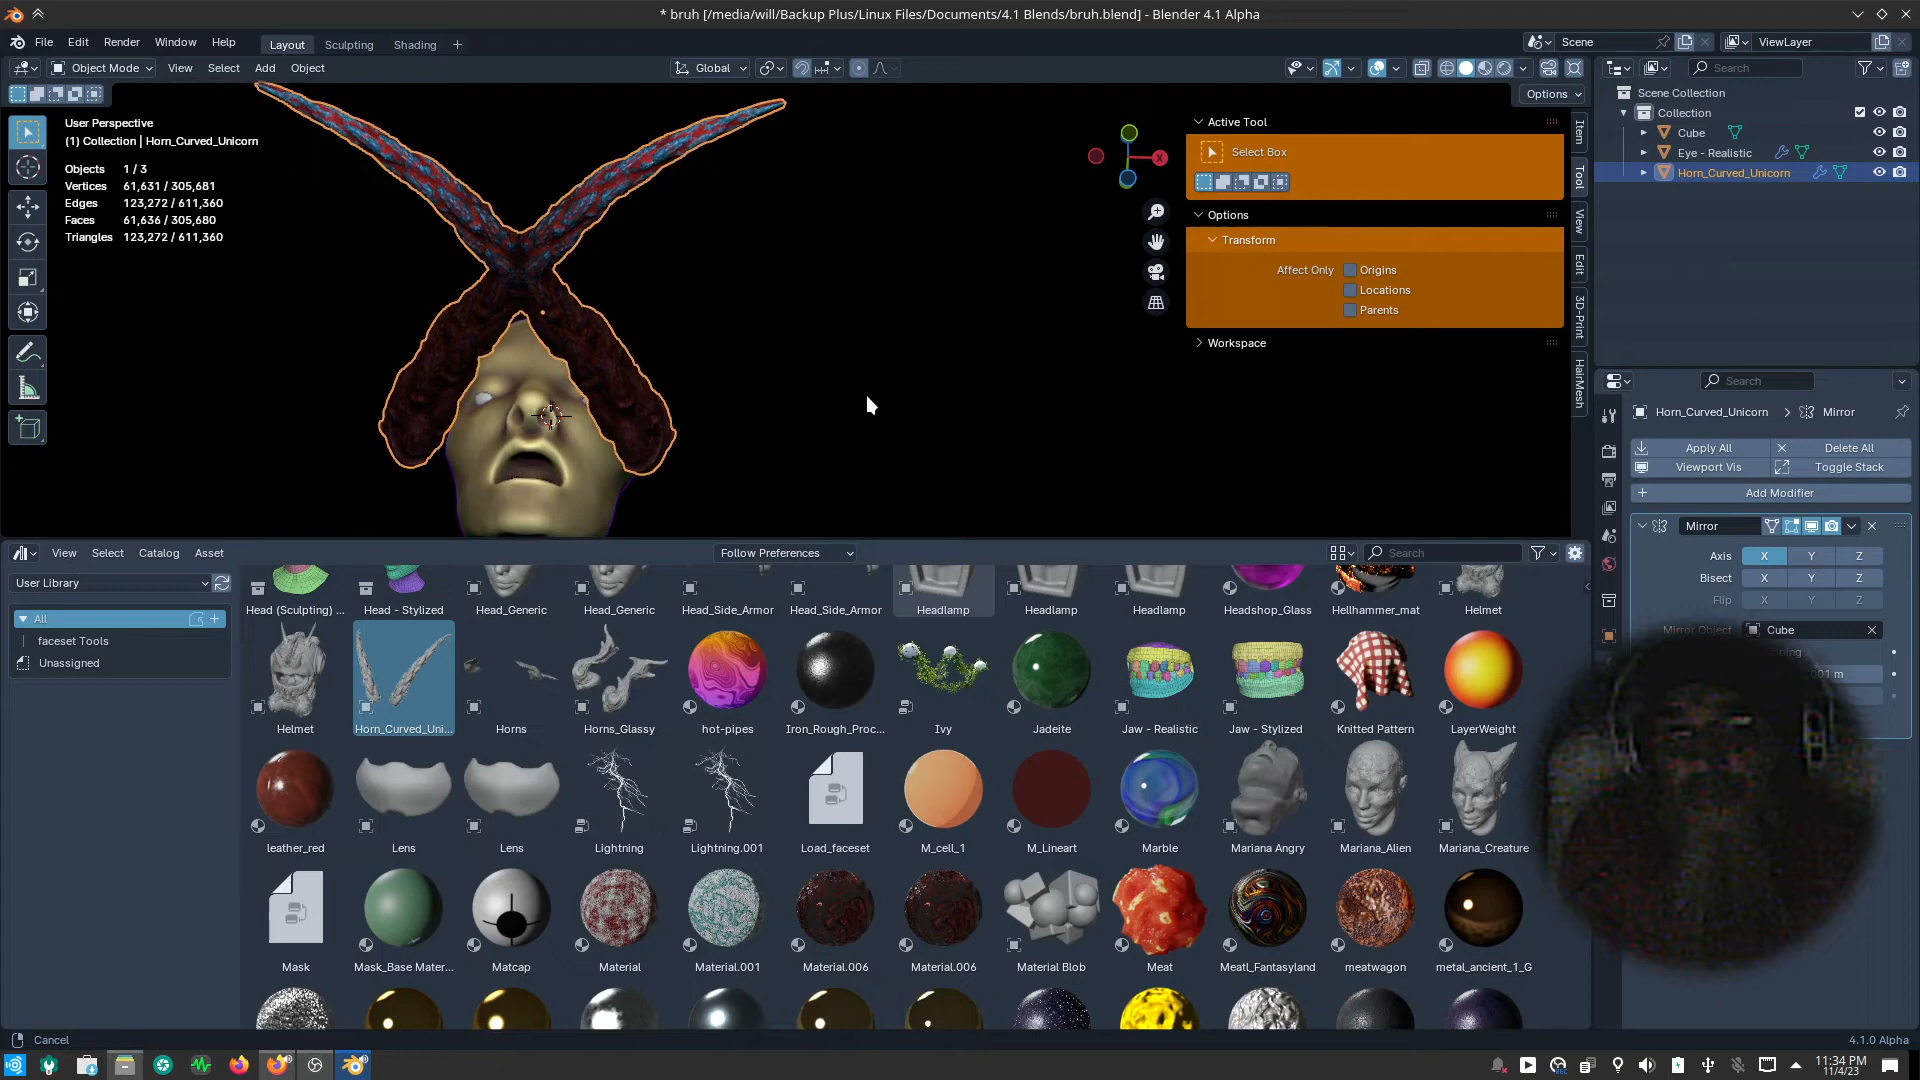 * bruh [/media/will/Backup Plus/Linux Files/Documents/4.1 Blends/bruh.blend] - Blender 4.1 Alpha
File Edit Render Window Help Layout Sculpting Shading + Scene ViewLayer
Object Mode View Select Add Object Global Search
Options
User Perspective
(1) Collection | Horn_Curved_Unicorn
Objects 1 / 3
Vertices 61,631 / 305,681
Edges 123,272 / 611,360
Faces 61,636 / 305,680
Triangles 123,272 / 611,360
X
Active Tool
Select Box
Options
Transform
Affect Only Origins
Locations
Parents
Workspace
Item
Tool
View
Edit
3D-Print
HairMesh
Scene Collection
Collection
Cube
Eye - Realistic
Horn_Curved_Unicorn
Search
Horn_Curved_Unicorn > Mirror
Apply All Delete All
Viewport Vis Toggle Stack
Add Modifier
Mirror
Axis X Y Z
Bisect X Y Z
Flip X Y Z
Mirror Object Cube
View Select Catalog Asset Follow Preferences Search
User Library
All
faceset Tools
Unassigned
Head (Sculpting) ... Head - Stylized Head_Generic Head_Generic Head_Side_Armor Head_Side_Armor Headlamp Headlamp Headlamp Headshop_Glass Hellhammer_mat Helmet
Helmet Horn_Curved_Uni... Horns Horns_Glassy hot-pipes Iron_Rough_Proc... Ivy Jadeite Jaw - Realistic Jaw - Stylized Knitted Pattern LayerWeight
leather_red Lens Lens Lightning Lightning.001 Load_faceset M_cell_1 M_Lineart Marble Mariana Angry Mariana_Alien Mariana_Creature
Mask Mask_Base Mater... Matcap Material Material.001 Material.006 Material.006 Material Blob Meat Meatl_Fantasyland meatwagon metal_ancient_1_G
Cancel 4.1.0 Alpha
11:34 PM
11/4/23